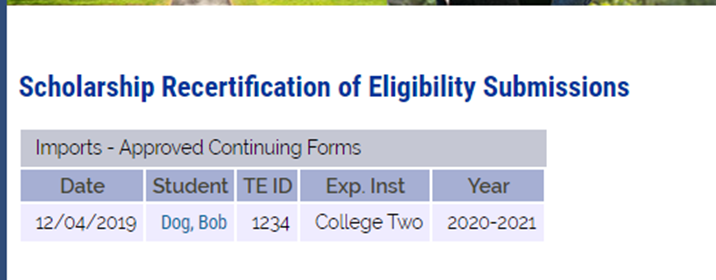 Scholarship Recertification of Eligibility Submissions
Imports - Approved Continuing Forms
Date Student TE ID Exp. Inst Year
12/04/2019 Dog, Bob 1234 College Two 2020-2021